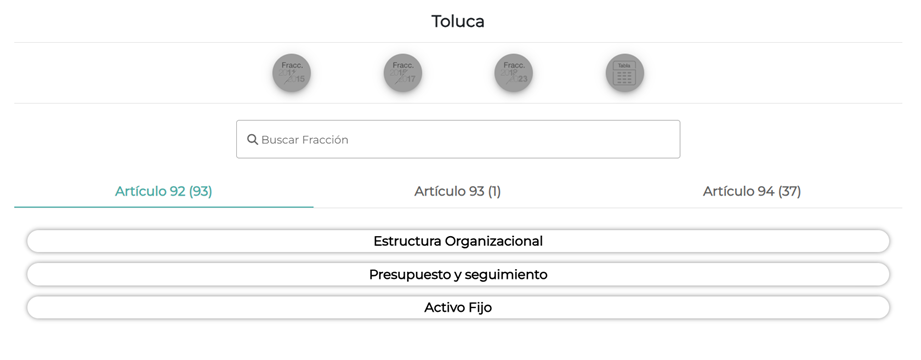 Toluca
Fracc. 15
Fracc. 17
Fracc. 23
Tabla
Buscar Fracción
Artículo 92 (93)
Artículo 93 (1)
Artículo 94 (37)
Estructura Organizacional
Presupuesto y seguimiento
Activo Fijo